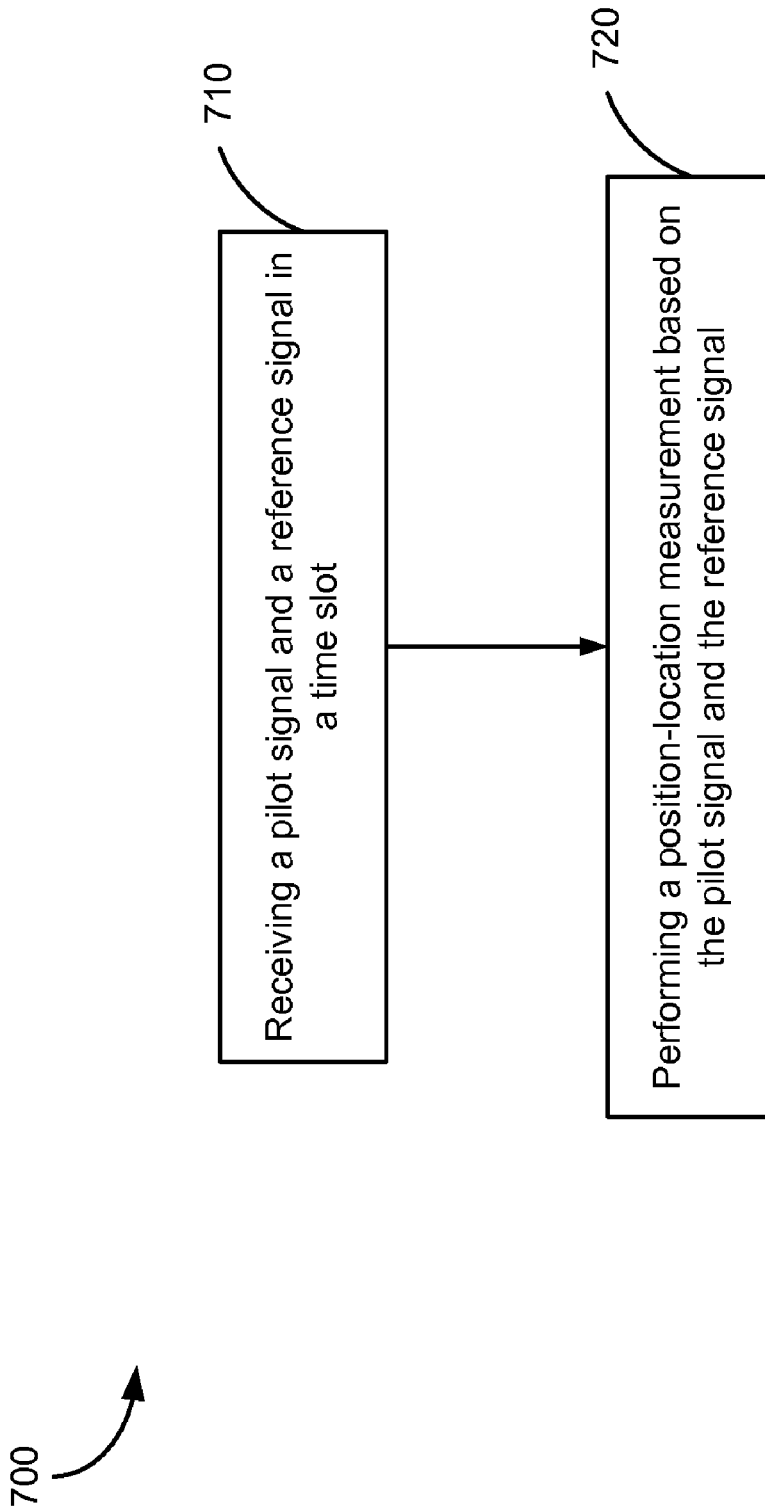 700
710
Receiving a pilot signal and a reference signal in
a time slot
720
Performing a position-location measurement based on
the pilot signal and the reference signal